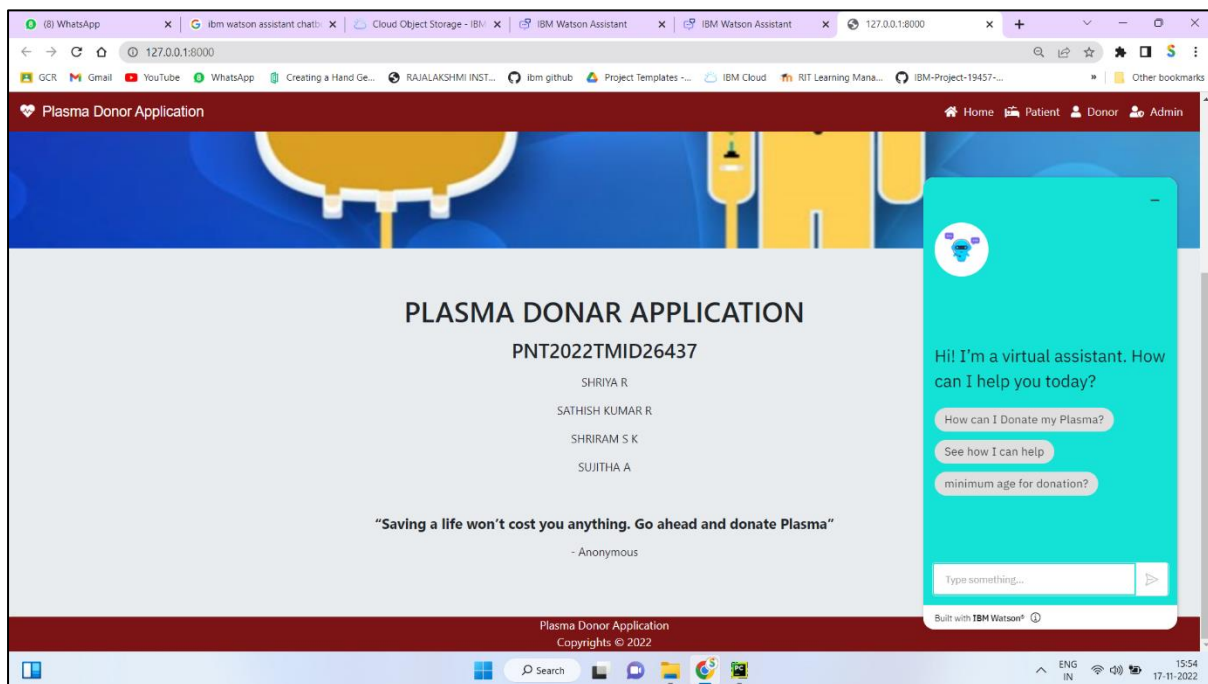 (8) WhatsApp
ibm watson assistant chatb
Cloud Object Storage - IBM
IBM Watson Assistant
IBM Watson Assistant
127.0.0.1:8000
127.0.0.1:8000
GCR
Gmail
YouTube
WhatsApp
Creating a Hand Ge...
RAJALAKSHMI INST...
ibm github
Project Templates -...
IBM Cloud
RIT Learning Mana...
IBM-Project-19457-...
»
Other bookmarks
Plasma Donor Application
Home
Patient
Donor
Admin
PLASMA DONAR APPLICATION
PNT2022TMID26437
SHRIYA R
SATHISH KUMAR R
SHRIRAM S K
SUJITHA A
“Saving a life won’t cost you anything. Go ahead and donate Plasma”
- Anonymous
Hi! I’m a virtual assistant. How
can I help you today?
How can I Donate my Plasma?
See how I can help
minimum age for donation?
Type something...
Built with IBM Watson®
Plasma Donor Application
Copyrights © 2022
Search
ENG
IN
15:54
17-11-2022